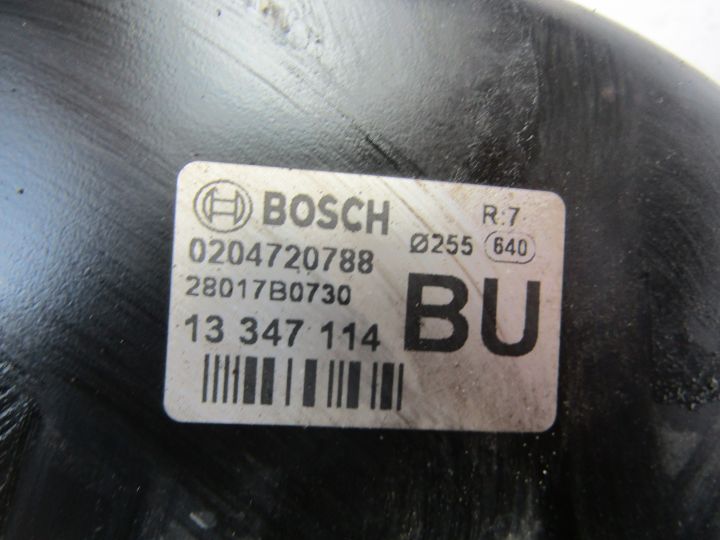 BOSCH R:7
0204720788 Ø255 640
28017B0730 BU
13 347 114